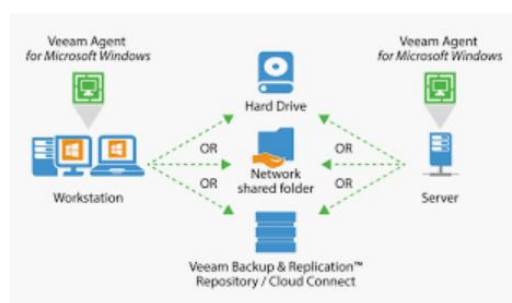 Veeam Agent
for Microsoft Windows
Veeam Agent
for Microsoft Windows
Hard Drive
OR
OR
Network
shared folder
OR
OR
Workstation
Server
Veeam Backup & Replication™
Repository / Cloud Connect